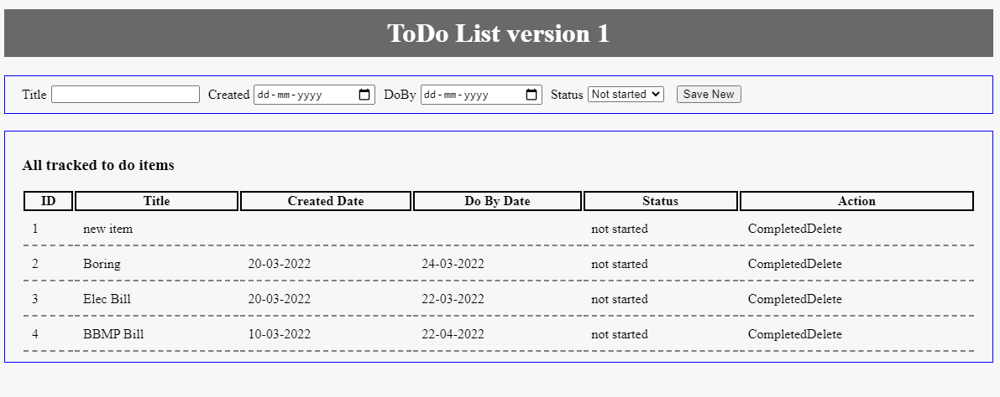 ToDo List version 1
Title Created dd-mm-yyyy DoBy dd-mm-yyyy Status Not started Save New
All tracked to do items
ID Title Created Date Do By Date Status Action
1 new item not started CompletedDelete
2 Boring 20-03-2022 24-03-2022 not started CompletedDelete
3 Elec Bill 20-03-2022 22-03-2022 not started CompletedDelete
4 BBMP Bill 10-03-2022 22-04-2022 not started CompletedDelete